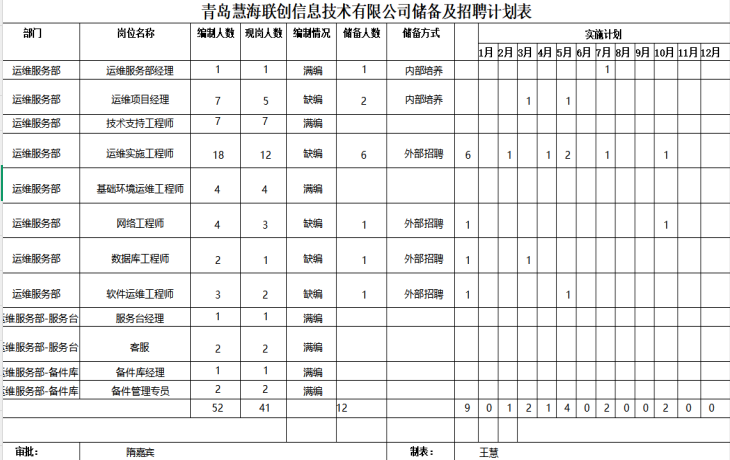 青岛慧海联创信息技术有限公司储备及招聘计划表
部门 岗位名称 编制人数 现岗人数 编制情况 储备人数 储备方式 实施计划
1月 2月 3月 4月 5月 6月 7月 8月 9月 10月 11月 12月
运维服务部 运维服务部经理 1 1 满编 1 内部培养 1
运维服务部 运维项目经理 7 5 缺编 2 内部培养 1 1
运维服务部 技术支持工程师 7 7 满编
运维服务部 运维实施工程师 18 12 缺编 6 外部招聘 6 1 1 2 1 1
运维服务部 基础环境运维工程师 4 4 满编
运维服务部 网络工程师 4 3 缺编 1 外部招聘 1 1
运维服务部 数据库工程师 2 1 缺编 1 外部招聘 1 1
运维服务部 软件运维工程师 3 2 缺编 1 外部招聘 1 1
运维服务部-服务台 服务台经理 1 1 满编
运维服务部-服务台 客服 2 2 满编
运维服务部-备件库 备件库经理 1 1 满编
运维服务部-备件库 备件管理专员 2 2 满编
52 41 12 9 0 1 2 1 4 0 2 0 0 2 0 0
审批： 隋嘉宾 制表： 王慧